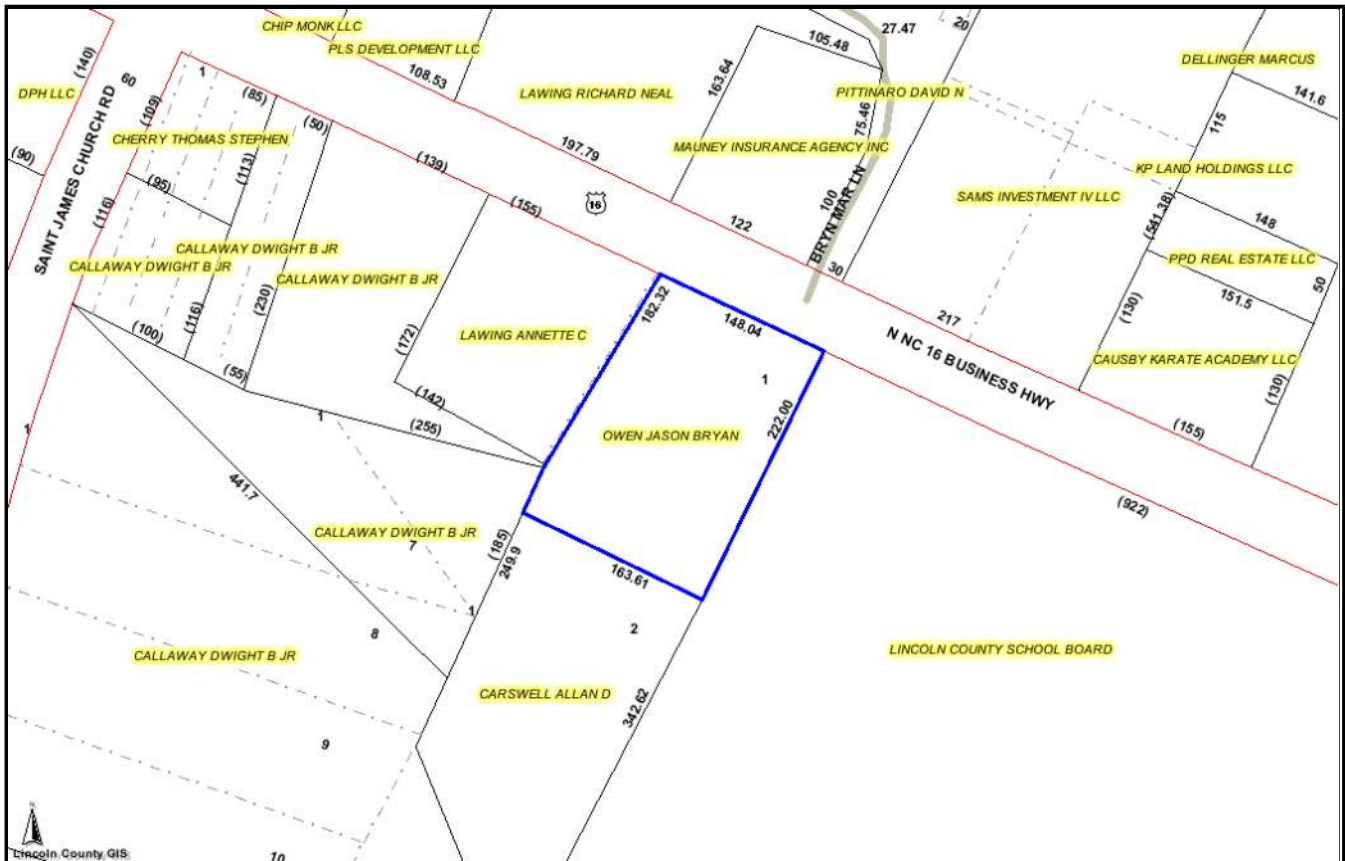 CHIP MONK LLC
PLS DEVELOPMENT LLC
108.53
(140)
60
DPH LLC
(90)
SAINT JAMES CHURCH RD
(109)
1
(85)
(50)
CHERRY THOMAS STEPHEN
(113)
(95)
(116)
CALLAWAY DWIGHT B JR
CALLAWAY DWIGHT B JR
CALLAWAY DWIGHT B JR
(230)
(116)
(100)
(55)
(139)
(155)
16
LAWING RICHARD NEAL
197.79
163.64
105.48
27.47
20
PITTINARO DAVID N
75.46
MAUNEY INSURANCE AGENCY INC
100
BRYN MAR LN
122
30
SAMS INVESTMENT IV LLC
217
DELLINGER MARCUS
141.6
115
KP LAND HOLDINGS LLC
(541.38)
148
PPD REAL ESTATE LLC
50
151.5
(130)
CAUSBY KARATE ACADEMY LLC
(130)
N NC 16 BUSINESS HWY
(155)
(922)
LAWING ANNETTE C
(172)
(142)
(255)
182.32
148.04
1
222.00
OWEN JASON BRYAN
163.61
1
1
441.7
CALLAWAY DWIGHT B JR
7
(185)
249.9
1
8
CALLAWAY DWIGHT B JR
9
10
2
CARSWELL ALLAN D
342.62
LINCOLN COUNTY SCHOOL BOARD
N
Lincoln County GIS